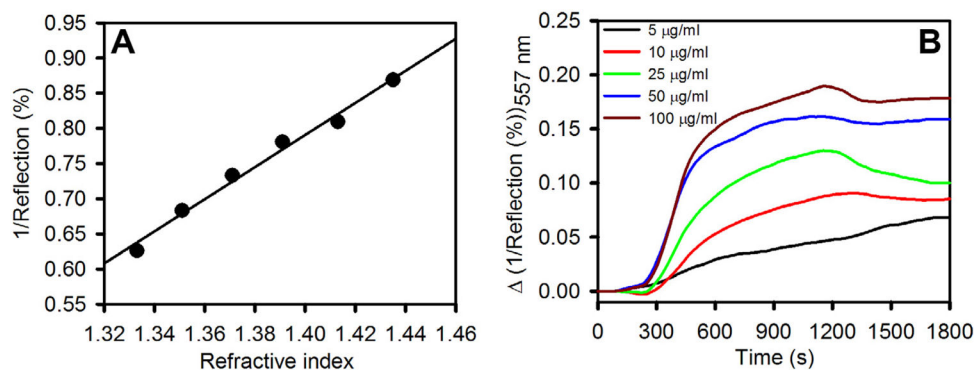 A
0.95
0.90
0.85
0.80
0.75
0.70
0.65
0.60
0.55
1/Reflection (%)
1.32 1.34 1.36 1.38 1.40 1.42 1.44 1.46
Refractive index
B
5 µg/ml
10 µg/ml
25 µg/ml
50 µg/ml
100 µg/ml
0.20
0.15
0.10
0.05
0.00
Δ (1/Reflection (%))557 nm
0 300 600 900 1200 1500 1800
Time (s)